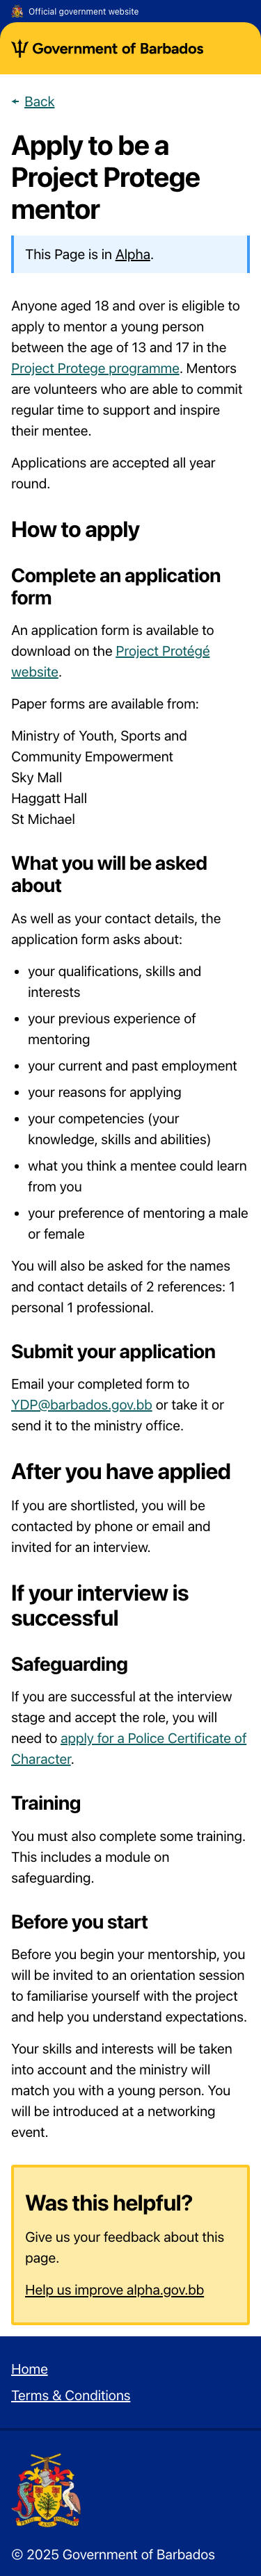 Official government website
Government of Barbados
Back
Apply to be a
Project Protege
mentor
This Page is in Alpha.
Anyone aged 18 and over is eligible to
apply to mentor a young person
between the age of 13 and 17 in the
Project Protege programme. Mentors
are volunteers who are able to commit
regular time to support and inspire
their mentee.
Applications are accepted all year
round.
How to apply
Complete an application
form
An application form is available to
download on the Project Protégé
website.
Paper forms are available from:
Ministry of Youth, Sports and
Community Empowerment
Sky Mall
Haggatt Hall
St Michael
What you will be asked
about
As well as your contact details, the
application form asks about:
• your qualifications, skills and
interests
• your previous experience of
mentoring
• your current and past employment
• your reasons for applying
• your competencies (your
knowledge, skills and abilities)
• what you think a mentee could learn
from you
• your preference of mentoring a male
or female
You will also be asked for the names
and contact details of 2 references: 1
personal 1 professional.
Submit your application
Email your completed form to
YDP@barbados.gov.bb or take it or
send it to the ministry office.
After you have applied
If you are shortlisted, you will be
contacted by phone or email and
invited for an interview.
If your interview is
successful
Safeguarding
If you are successful at the interview
stage and accept the role, you will
need to apply for a Police Certificate of
Character.
Training
You must also complete some training.
This includes a module on
safeguarding.
Before you start
Before you begin your mentorship, you
will be invited to an orientation session
to familiarise yourself with the project
and help you understand expectations.
Your skills and interests will be taken
into account and the ministry will
match you with a young person. You
will be introduced at a networking
event.
Was this helpful?
Give us your feedback about this
page.
Help us improve alpha.gov.bb
Home
Terms & Conditions
© 2025 Government of Barbados